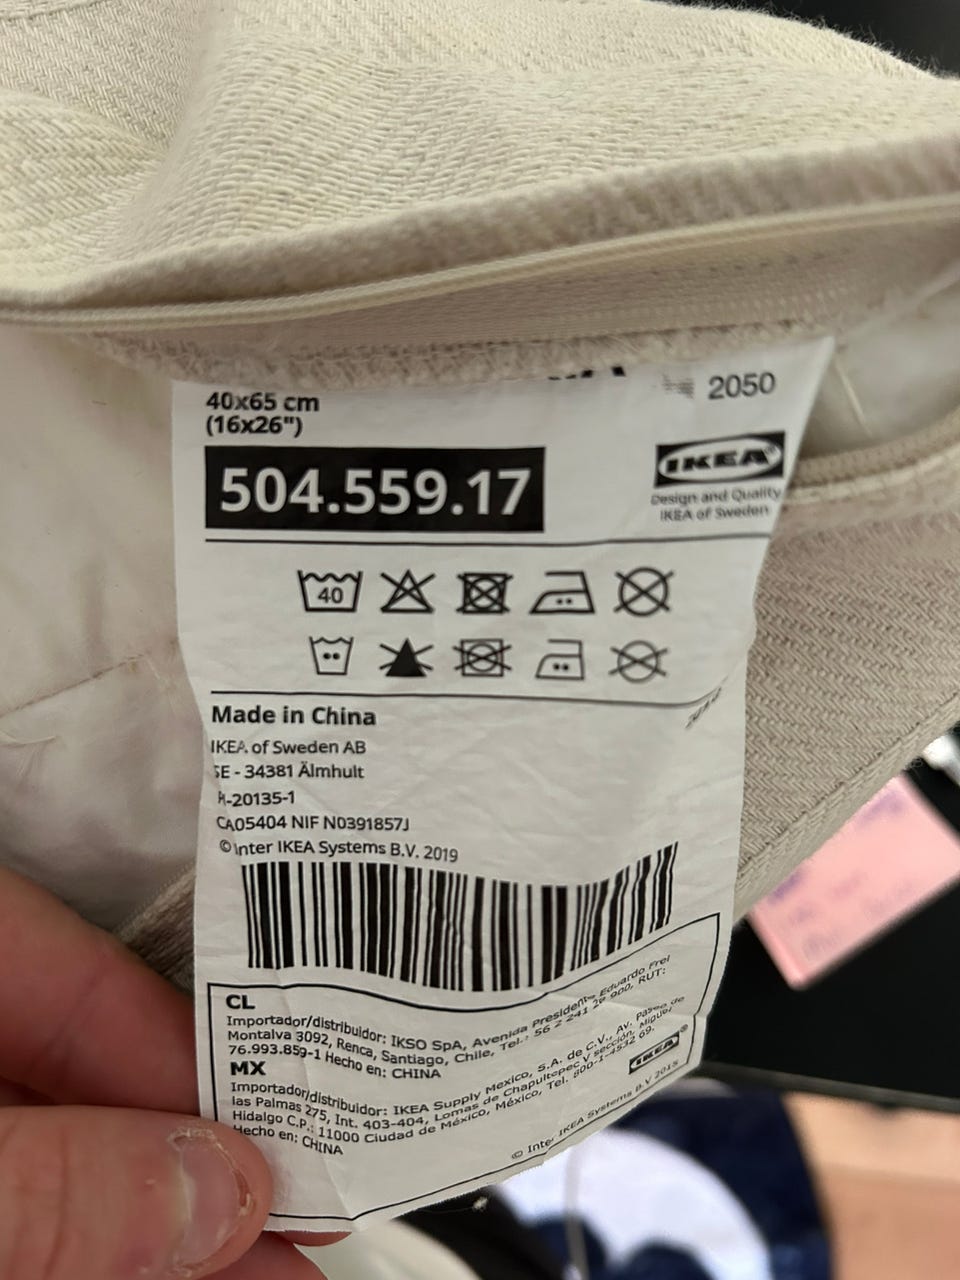 40x65 cm
(16x26")
2050
504.559.17
IKEA®
Design and Quality
IKEA of Sweden
40
Made in China
IKEA of Sweden AB
SE - 34381 Älmhult
-20135-1
CA05404 NIF N0391857J
© Inter IKEA Systems B.V. 2019
CL
Importador/distribuidor: IKSO SpA, Avenida Presidente Eduardo Frei
Montalva 3092, Renca, Santiago, Chile, Tel.: 56 2 241 29 900, RUT:
76.993.859-1 Hecho en: CHINA
MX
Importador/distribuidor: IKEA Supply Mexico, S.A. de C.V., AV. Paseo de
las Palmas 275, Int. 403-404, Lomas de Chapultepec V sección, Miguel
Hidalgo C.P.: 11000 Ciudad de México, México, Tel. 800-1-4532 69.
Hecho en: CHINA
IKEA®
© Inter IKEA Systems B.V 2015